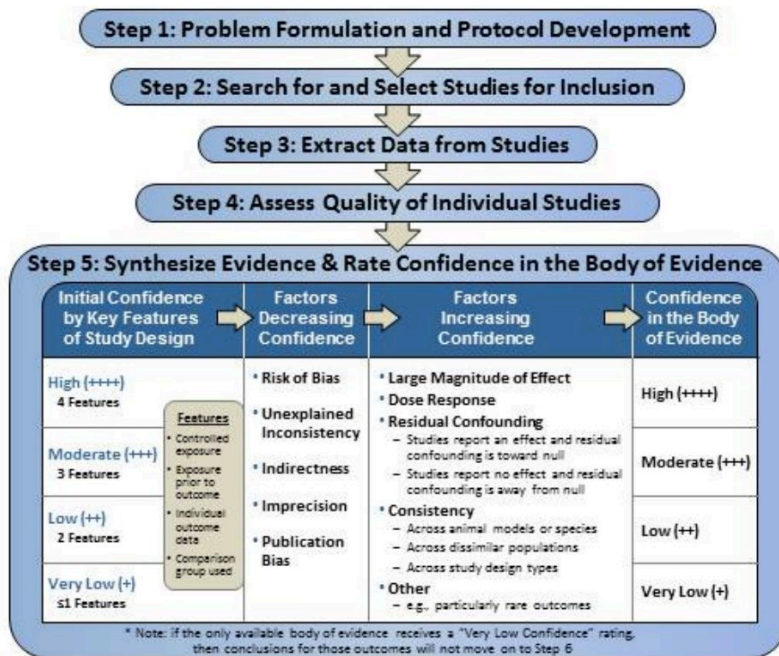 Step 1: Problem Formulation and Protocol Development
Step 2: Search for and Select Studies for Inclusion
Step 3: Extract Data from Studies
Step 4: Assess Quality of Individual Studies
Step 5: Synthesize Evidence & Rate Confidence in the Body of Evidence
Initial Confidence
by Key Features
of Study Design
Factors
Decreasing
Confidence
Factors
Increasing
Confidence
Confidence
in the Body
of Evidence
High (++++)
4 Features
Moderate (+++)
3 Features
Low (++)
2 Features
Very Low (+)
≤1 Features
Features
• Controlled
exposure
• Exposure
prior to
outcome
• Individual
outcome
data
• Comparison
group used
• Risk of Bias
• Unexplained
Inconsistency
• Indirectness
• Imprecision
• Publication
Bias
• Large Magnitude of Effect
• Dose Response
• Residual Confounding
– Studies report an effect and residual
confounding is toward null
– Studies report no effect and residual
confounding is away from null
• Consistency
– Across animal models or species
– Across dissimilar populations
– Across study design types
• Other
– e.g., particularly rare outcomes
High (++++)
Moderate (+++)
Low (++)
Very Low (+)
* Note: if the only available body of evidence receives a “Very Low Confidence” rating,
then conclusions for those outcomes will not move on to Step 6